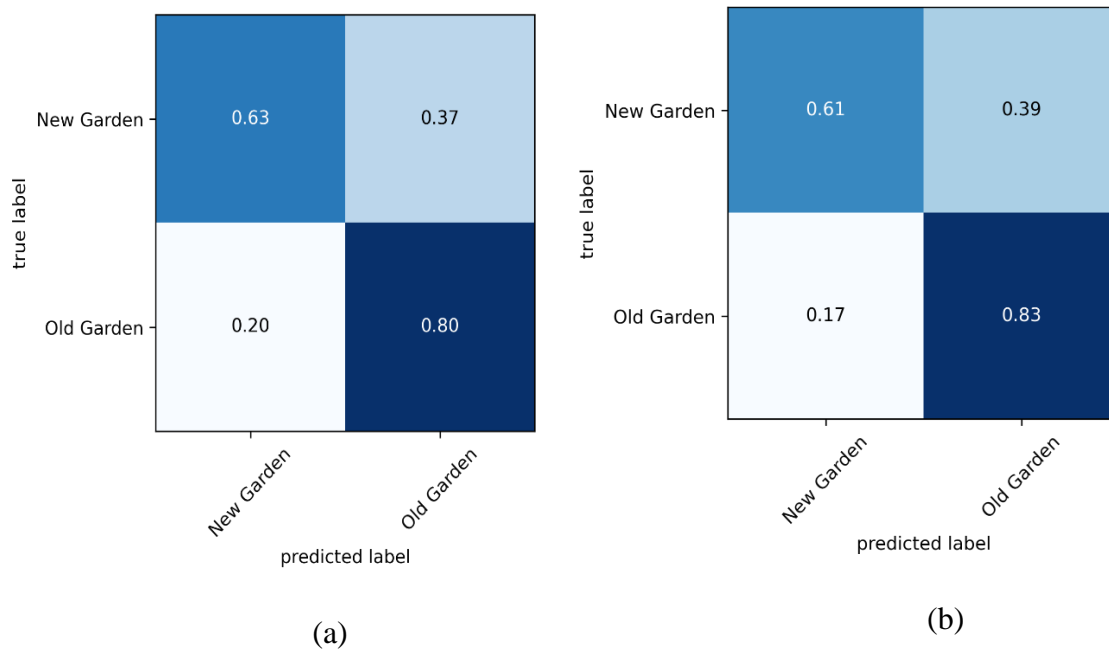 New Garden
0.63
0.37
true label
Old Garden
0.20
0.80
New Garden
Old Garden
predicted label
(a)
New Garden
0.61
0.39
true label
Old Garden
0.17
0.83
New Garden
Old Garden
predicted label
(b)